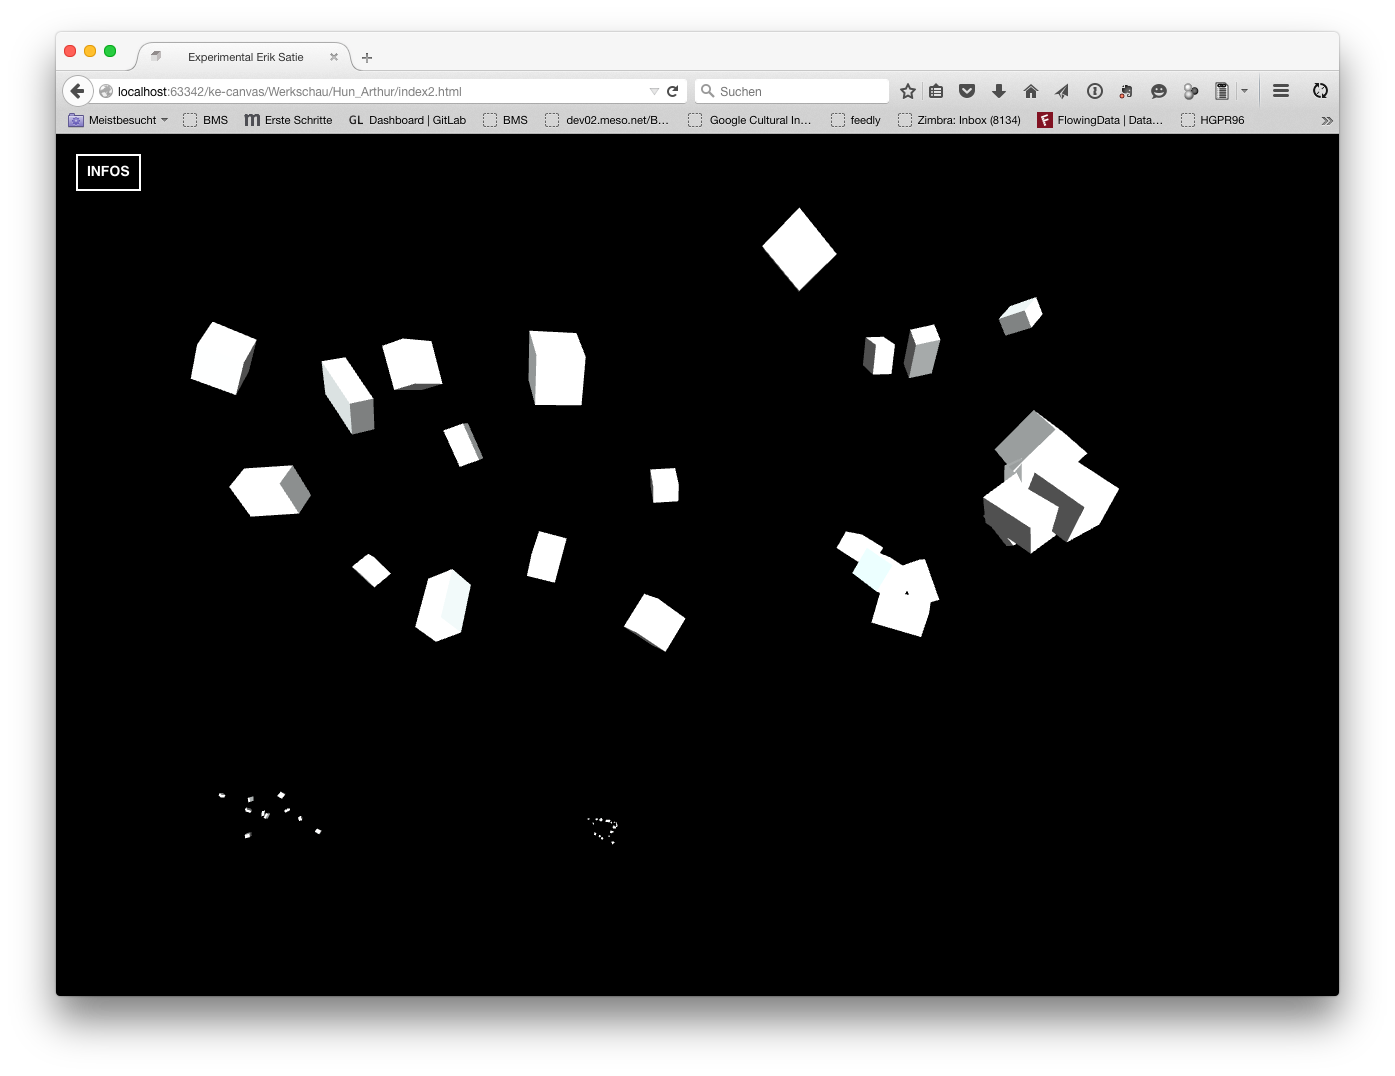 Experimental Erik Satie
localhost:63342/ke-canvas/Werkschau/Hun_Arthur/index2.html
Suchen
Meistbesucht
BMS
Erste Schritte
GL Dashboard | GitLab
BMS
dev02.meso.net/B...
Google Cultural In...
feedly
Zimbra: Inbox (8134)
FlowingData | Data...
HGPR96
INFOS